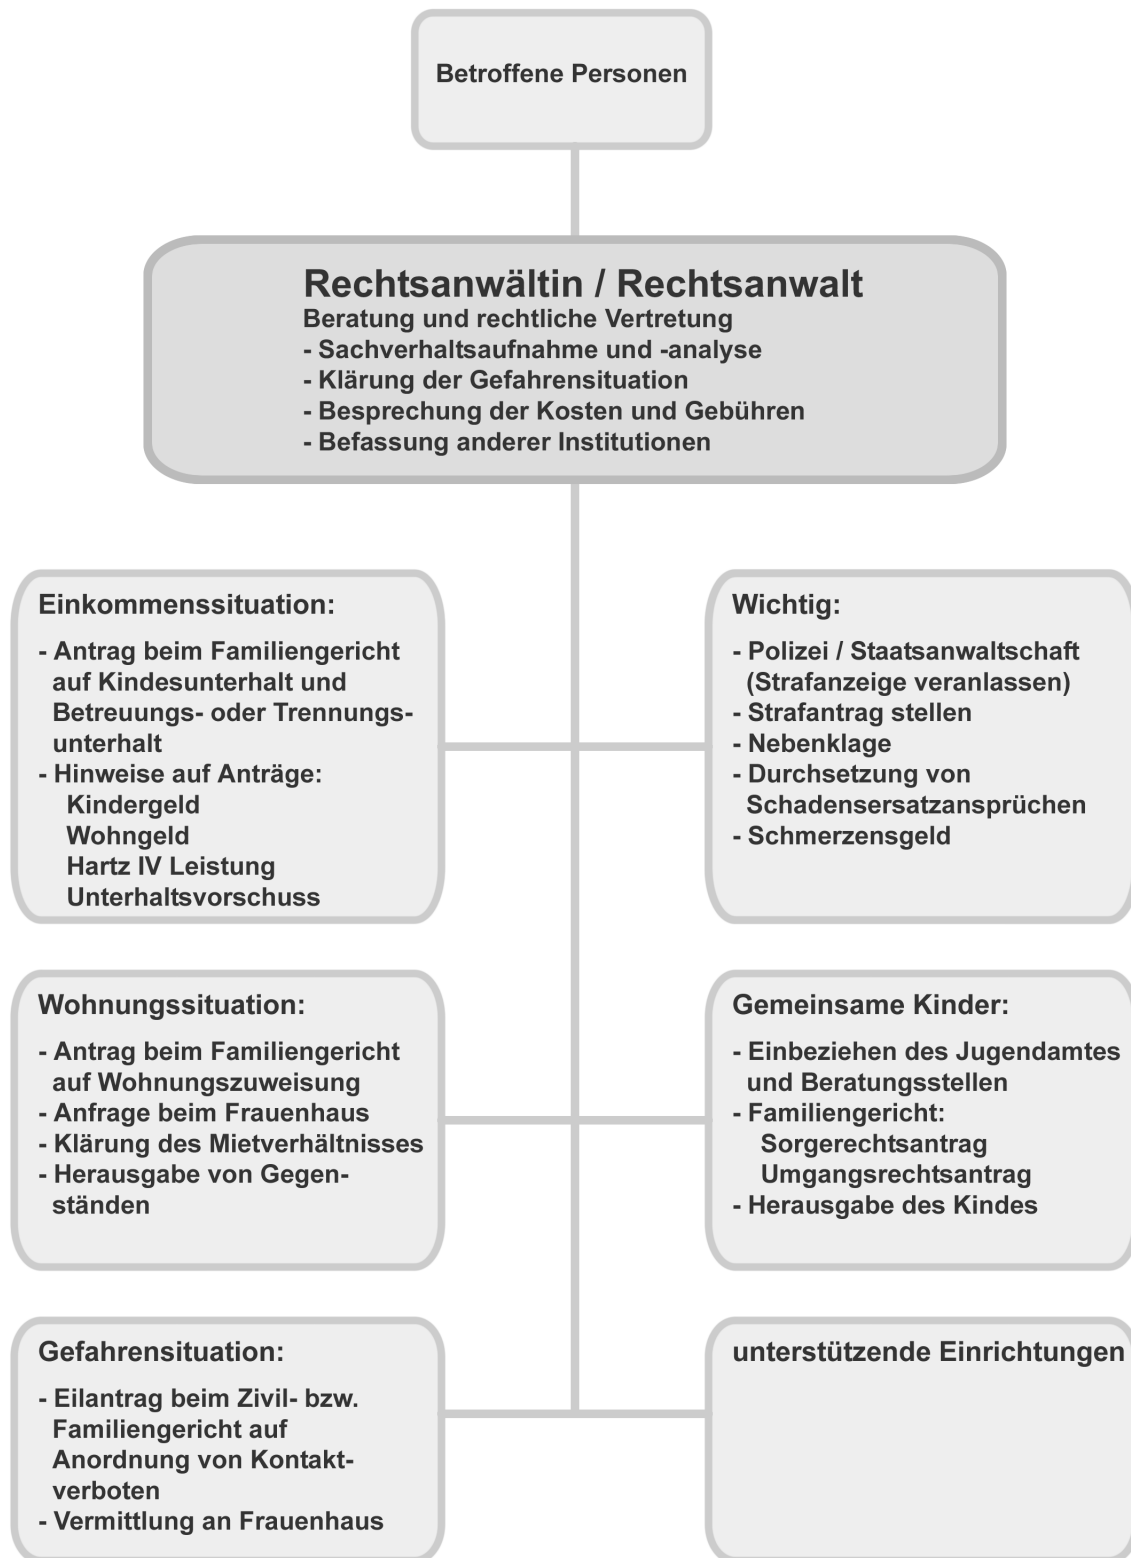 Betroffene Personen
Rechtsanwältin / Rechtsanwalt
Beratung und rechtliche Vertretung
- Sachverhaltsaufnahme und -analyse
- Klärung der Gefahrensituation
- Besprechung der Kosten und Gebühren
- Befassung anderer Institutionen
Einkommenssituation:
- Antrag beim Familiengericht
auf Kindesunterhalt und
Betreuungs- oder Trennungs-
unterhalt
- Hinweise auf Anträge:
Kindergeld
Wohngeld
Hartz IV Leistung
Unterhaltsvorschuss
Wichtig:
- Polizei / Staatsanwaltschaft
(Strafanzeige veranlassen)
- Strafantrag stellen
- Nebenklage
- Durchsetzung von
Schadensersatzansprüchen
- Schmerzensgeld
Wohnungssituation:
- Antrag beim Familiengericht
auf Wohnungszuweisung
- Anfrage beim Frauenhaus
- Klärung des Mietverhältnisses
- Herausgabe von Gegen-
ständen
Gemeinsame Kinder:
- Einbeziehen des Jugendamtes
und Beratungsstellen
- Familiengericht:
Sorgerechtsantrag
Umgangsrechtsantrag
- Herausgabe des Kindes
Gefahrensituation:
- Eilantrag beim Zivil- bzw.
Familiengericht auf
Anordnung von Kontakt-
verboten
- Vermittlung an Frauenhaus
unterstützende Einrichtungen